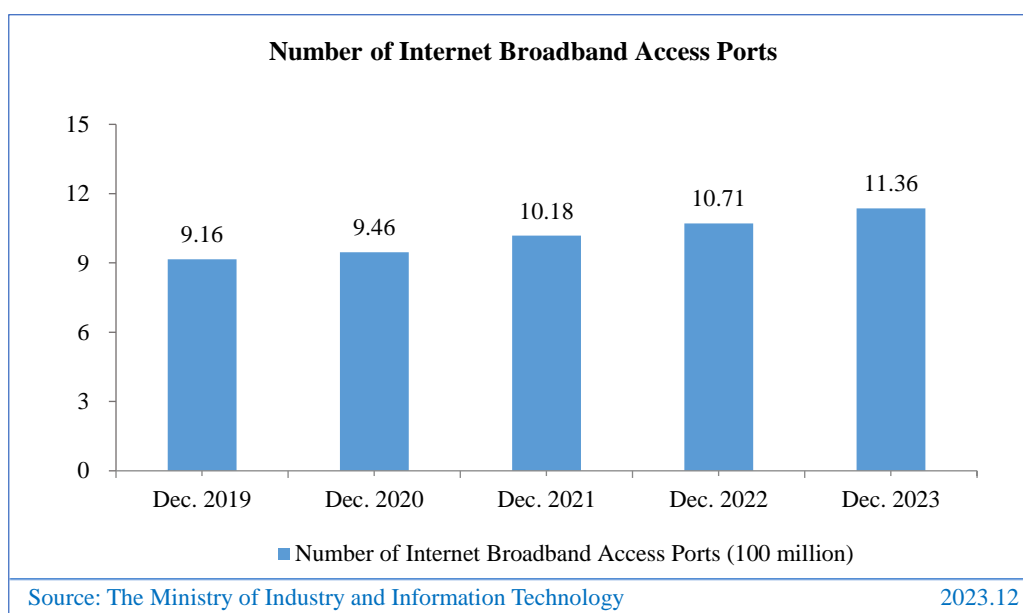 Number of Internet Broadband Access Ports
15
12
9
6
3
0
9.16
9.46
10.18
10.71
11.36
Dec. 2019
Dec. 2020
Dec. 2021
Dec. 2022
Dec. 2023
Number of Internet Broadband Access Ports (100 million)
Source: The Ministry of Industry and Information Technology
2023.12